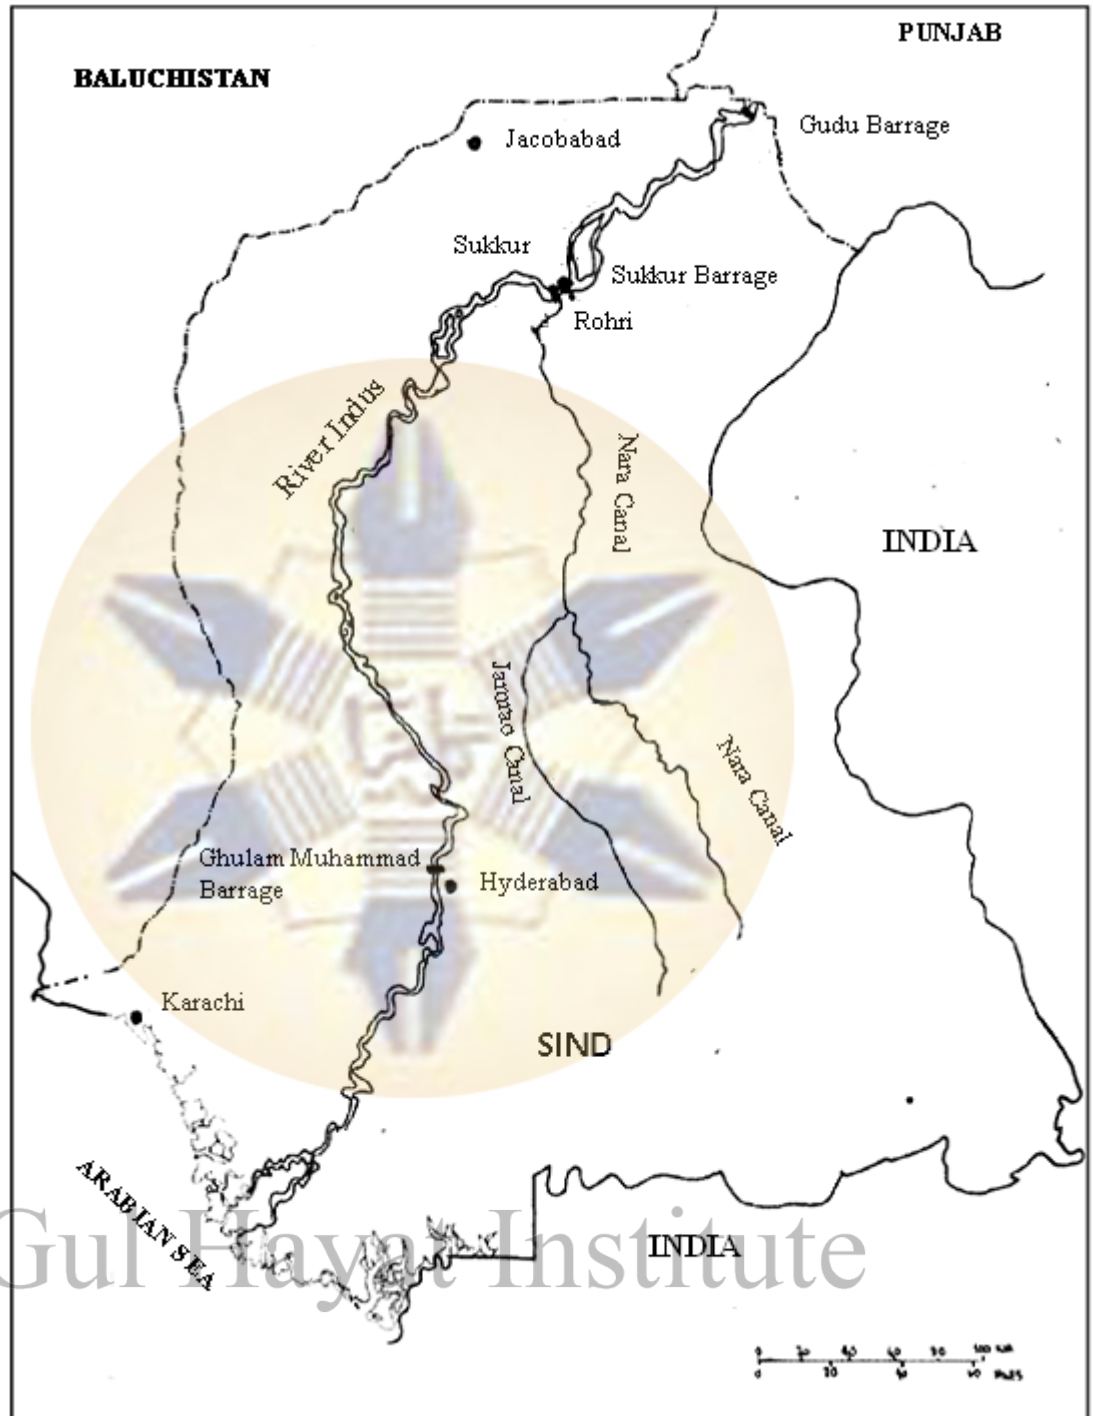 PUNJAB
BALUCHISTAN
Gudu Barrage
Jacobabad
Sukkur
Sukkur Barrage
Rohri
River Indus
Nara Canal
INDIA
Jamrao Canal
Nara Canal
Ghulam Muhammad
Barrage
Hyderabad
Karachi
SIND
ARABIAN SEA
Gul Hayat Institute
INDIA